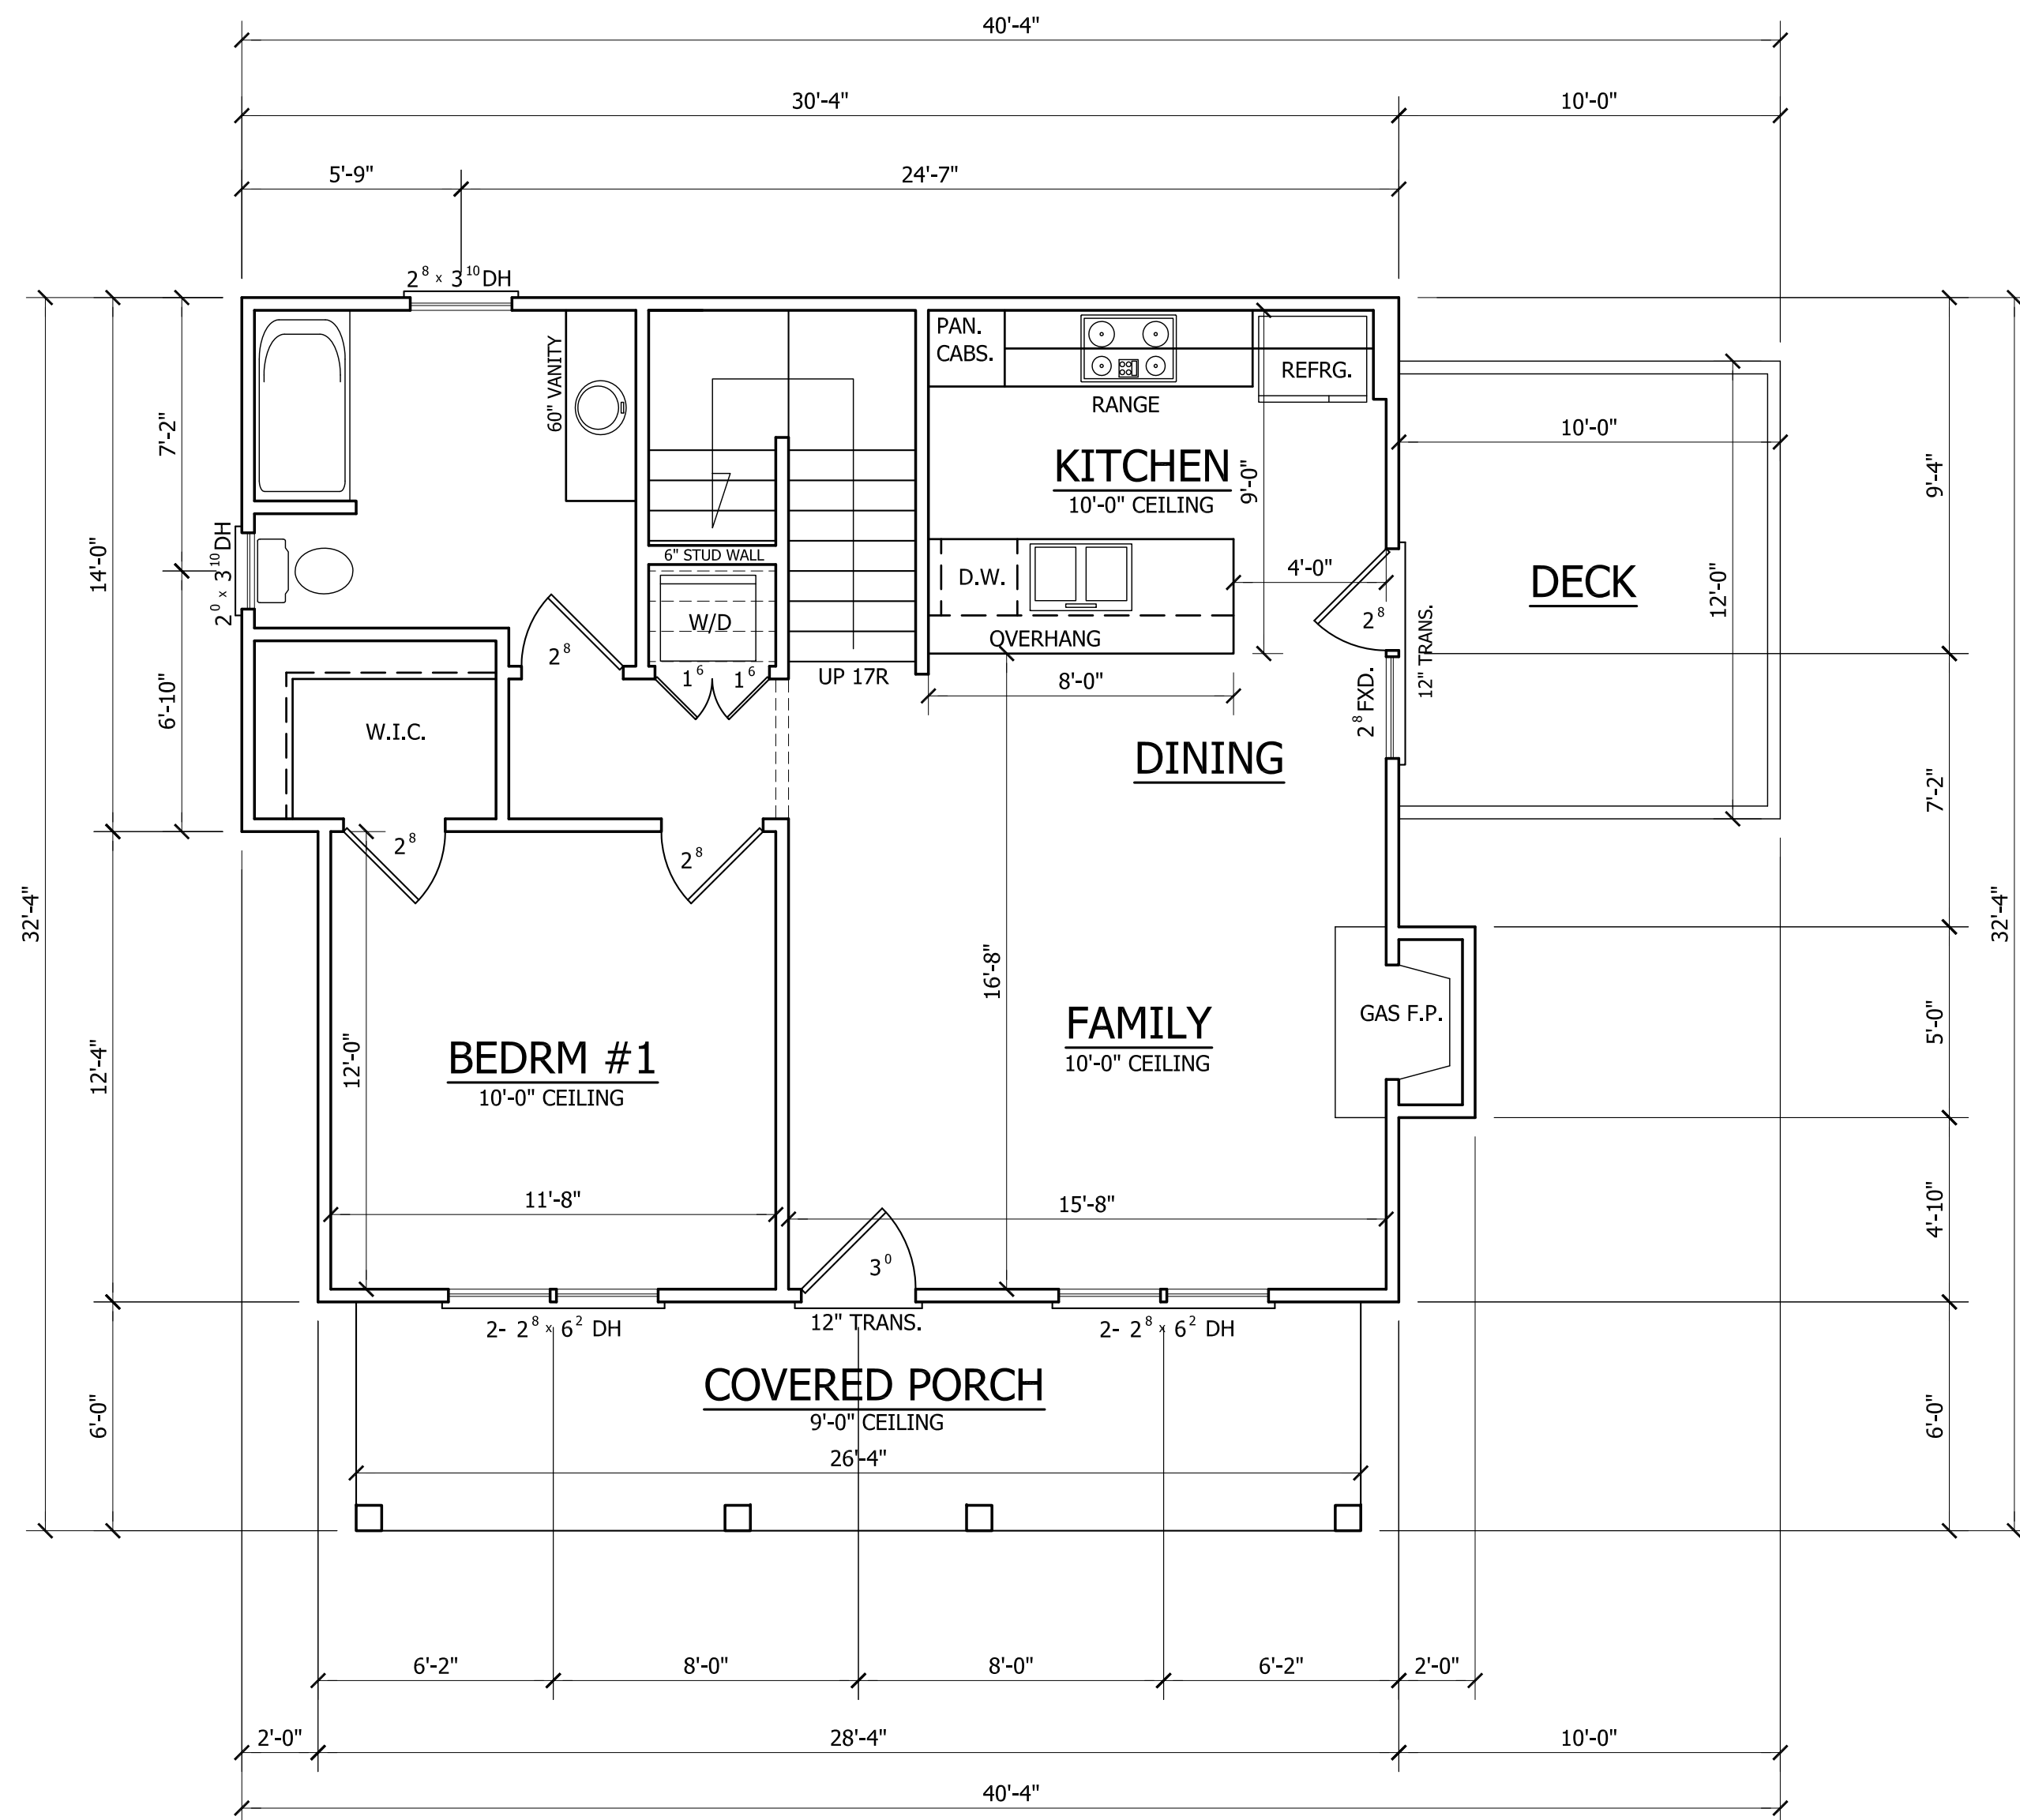 40'-4"
30'-4"
10'-0"
5'-9"
24'-7"
2⁸ x 3¹⁰ DH
PAN.
CABS.
60" VANITY
REFRG.
RANGE
7'-2"
10'-0"
KITCHEN
10'-0" CEILING
9'-0"
9'-4"
14'-0"
2⁰ x 3¹⁰ DH
6" STUD WALL
D.W.
4'-0"
DECK
12'-0"
W/D
2⁸
12" TRANS.
OVERHANG
2⁸
1⁶
1⁶
UP 17R
8'-0"
6'-10"
2⁸ FXD.
W.I.C.
DINING
7'-2"
2⁸
2⁸
32'-4"
32'-4"
16'-8"
GAS F.P.
5'-0"
FAMILY
10'-0" CEILING
12'-4"
12'-0"
BEDRM #1
10'-0" CEILING
11'-8"
15'-8"
4'-10"
3⁰
2- 2⁸ x 6² DH
12" TRANS.
2- 2⁸ x 6² DH
COVERED PORCH
9'-0" CEILING
6'-0"
6'-0"
26'-4"
6'-2"
8'-0"
8'-0"
6'-2"
2'-0"
2'-0"
28'-4"
10'-0"
40'-4"